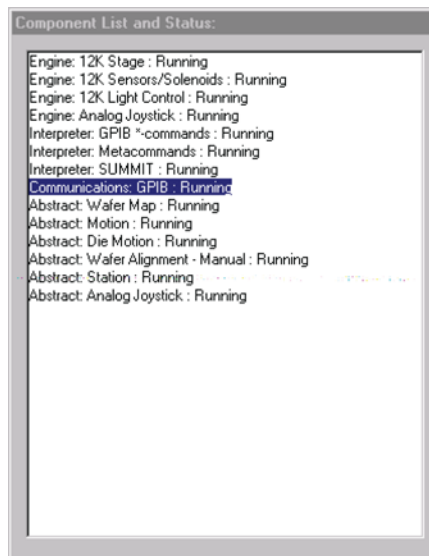 Component List and Status:
Engine: 12K Stage : Running
Engine: 12K Sensors/Solenoids : Running
Engine: 12K Light Control : Running
Engine: Analog Joystick : Running
Interpreter: GPIB *-commands : Running
Interpreter: Metacommands : Running
Interpreter: SUMMIT : Running
Communications: GPIB : Running
Abstract: Wafer Map : Running
Abstract: Motion : Running
Abstract: Die Motion : Running
Abstract: Wafer Alignment - Manual : Running
Abstract: Station : Running
Abstract: Analog Joystick : Running